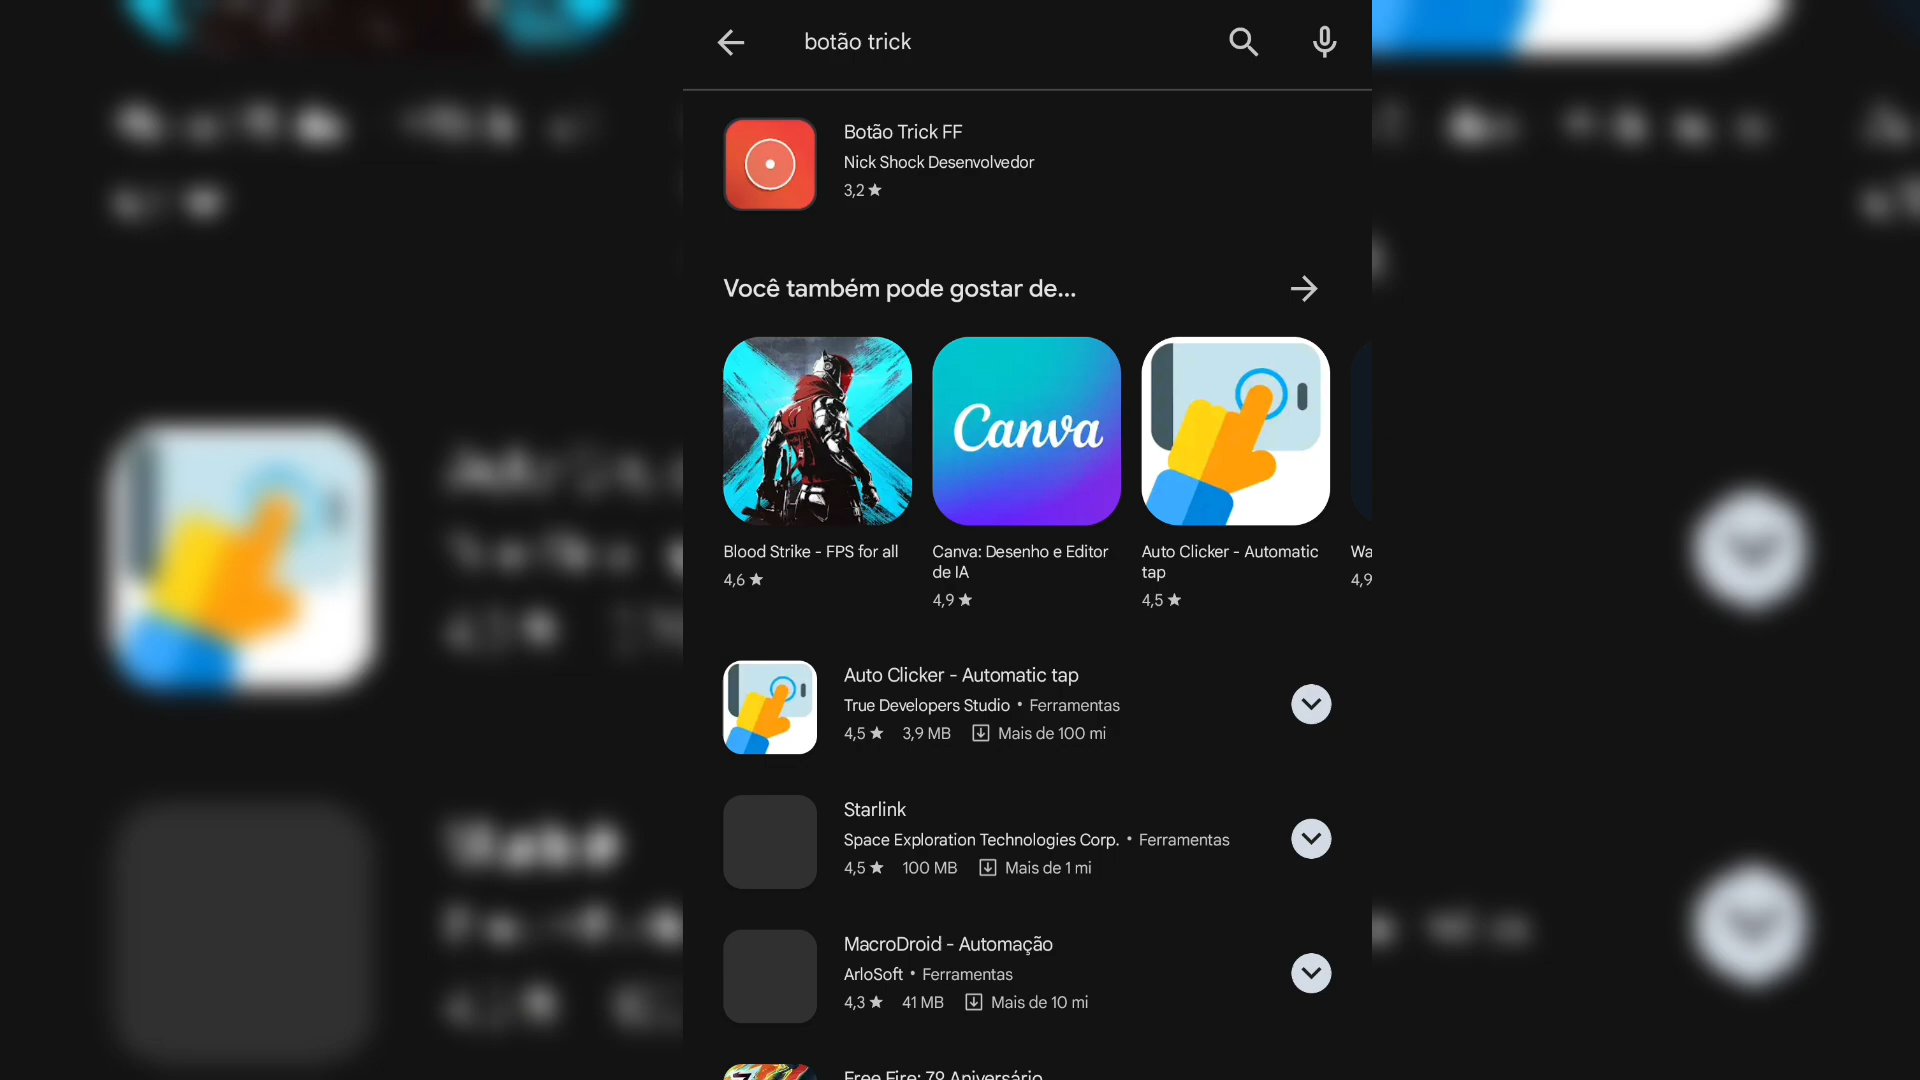 botão trick
Botão Trick FF
Nick Shock Desenvolvedor
3,2 ★
Você também pode gostar de...
Canva
Blood Strike - FPS for all
4,6 ★
Canva: Desenho e Editor
de IA
4,9 ★
Auto Clicker - Automatic
tap
4,5 ★
Wa
4,9
Auto Clicker - Automatic tap
True Developers Studio • Ferramentas
4,5 ★ 3,9 MB Mais de 100 mi
Starlink
Space Exploration Technologies Corp. • Ferramentas
4,5 ★ 100 MB Mais de 1 mi
MacroDroid - Automação
ArloSoft • Ferramentas
4,3 ★ 41 MB Mais de 10 mi
Free Fire: 7º Aniversário